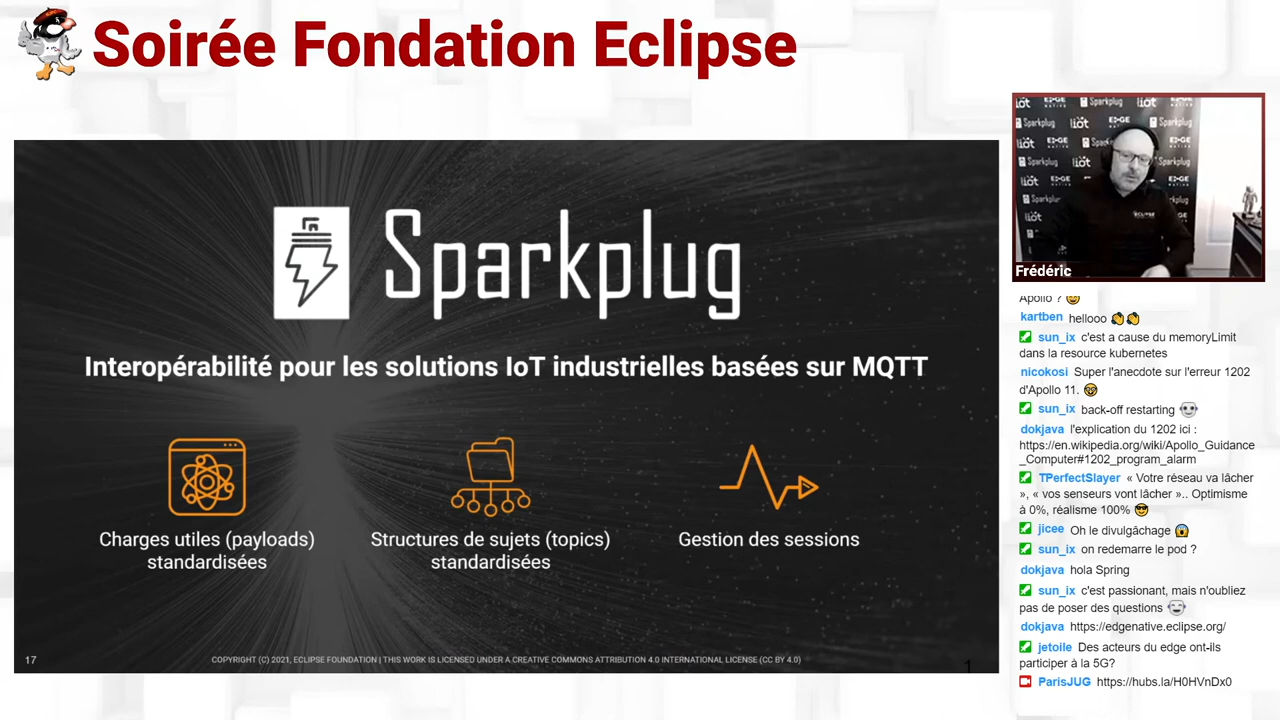 Soirée Fondation Eclipse
Sparkplug
Interopérabilité pour les solutions IoT industrielles basées sur MQTT
Charges utiles (payloads)
standardisées
Structures de sujets (topics)
standardisées
Gestion des sessions
17
COPYRIGHT (C) 2021, ECLIPSE FOUNDATION | THIS WORK IS LICENSED UNDER A CREATIVE COMMONS ATTRIBUTION 4.0 INTERNATIONAL LICENSE (CC BY 4.0)
1
Sparkplug
EDGE
NATIVE
ECLIPSE
Frédéric
Apollo ?
kartben hellooo
sun_ix c'est a cause du memoryLimit
dans la resource kubernetes
nicokosi Super l'anecdote sur l'erreur 1202
d'Apollo 11.
sun_ix back-off restarting
dokjava l'explication du 1202 ici :
https://en.wikipedia.org/wiki/Apollo_Guidance
_Computer#1202_program_alarm
TPerfectSlayer « Votre réseau va lâcher
», « vos senseurs vont lâcher ».. Optimisme
à 0%, réalisme 100%
jicee Oh le divulgâchage
sun_ix on redemarre le pod ?
dokjava hola Spring
sun_ix c'est passionant, mais n'oubliez
pas de poser des questions
dokjava https://edgenative.eclipse.org/
jetoile Des acteurs du edge ont-ils
participer à la 5G?
ParisJUG https://hubs.la/H0HVnDx0